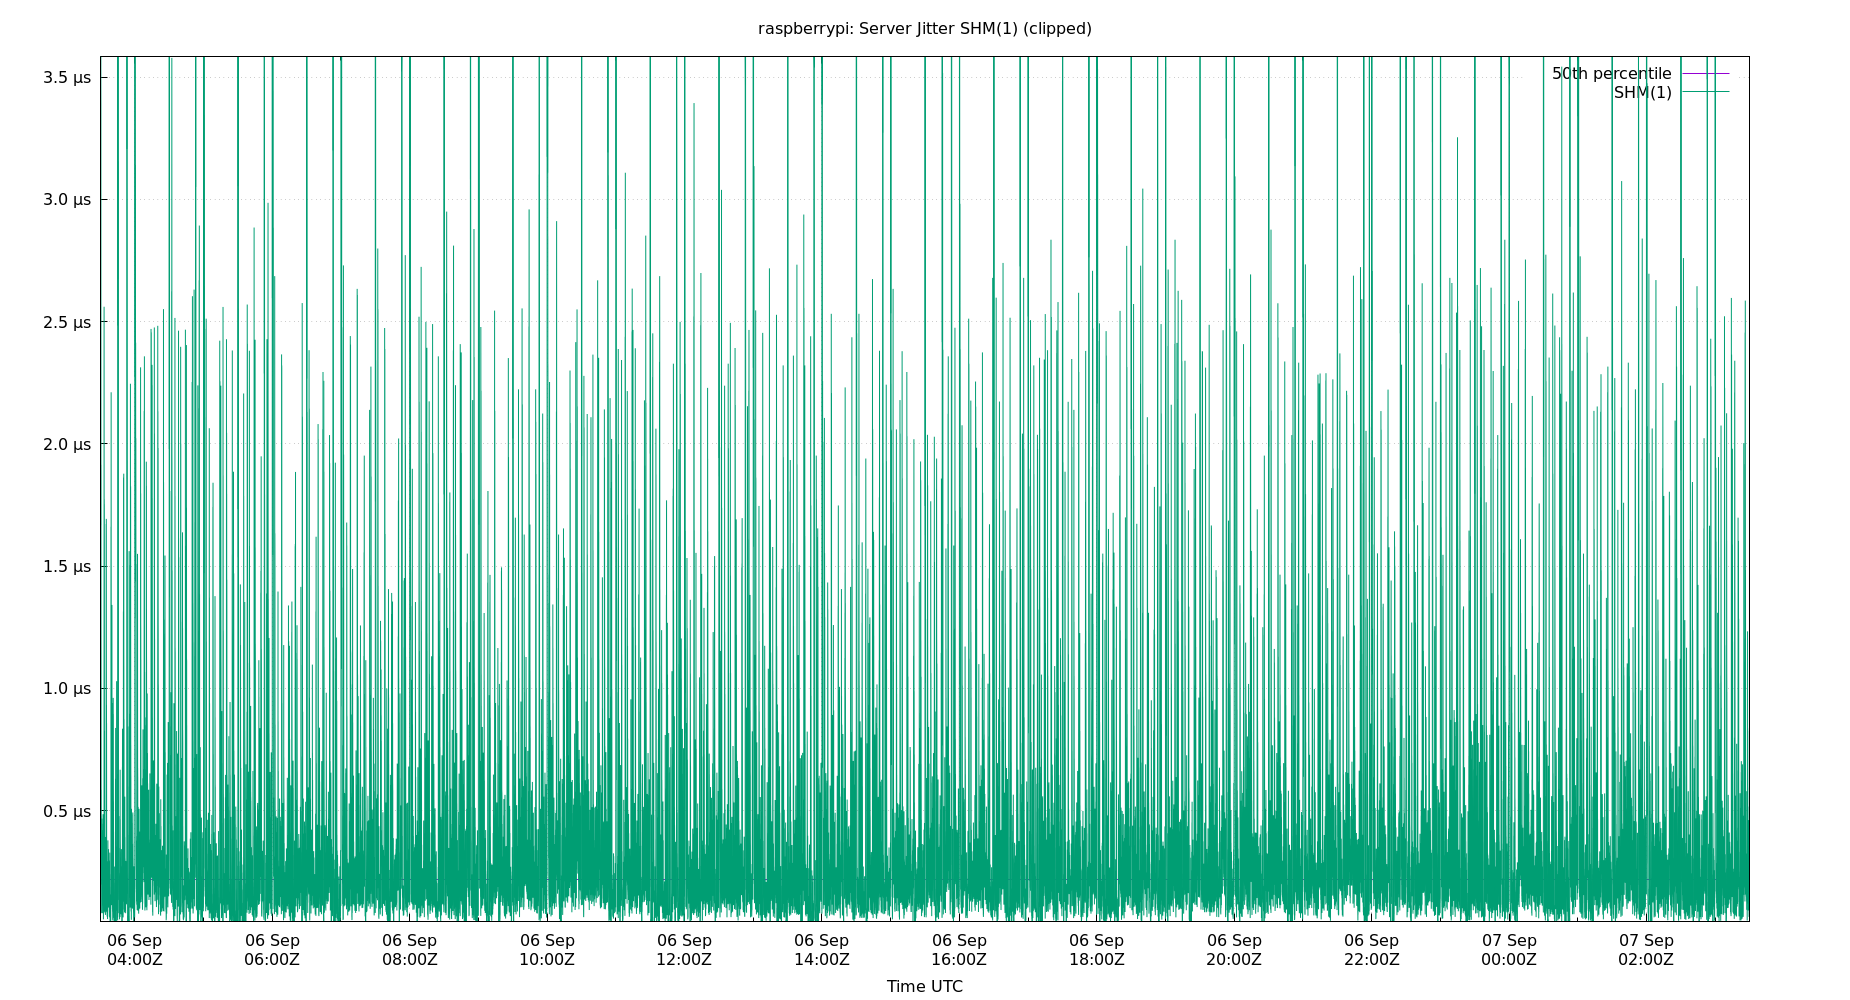 raspberrypi: Server Jitter SHM(1) (clipped)
50th percentile
SHM(1)
3.5 µs
3.0 µs
2.5 µs
2.0 µs
1.5 µs
1.0 µs
0.5 µs
06 Sep 06 Sep 06 Sep 06 Sep 06 Sep 06 Sep 06 Sep 06 Sep 06 Sep 06 Sep 07 Sep 07 Sep
04:00Z 06:00Z 08:00Z 10:00Z 12:00Z 14:00Z 16:00Z 18:00Z 20:00Z 22:00Z 00:00Z 02:00Z
Time UTC